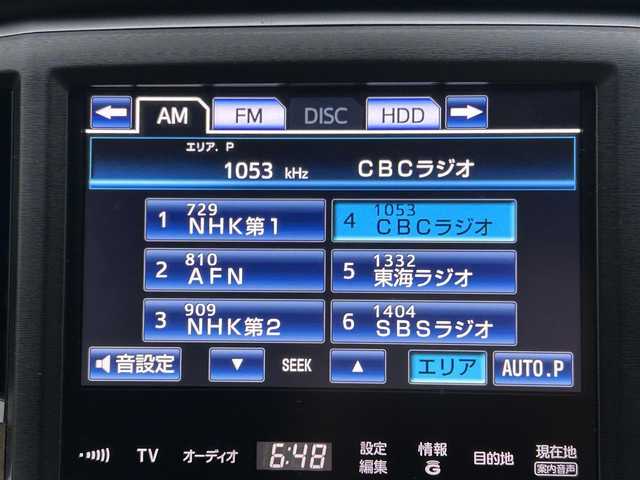 AM FM DISC HDD
エリア. P
1053 kHz CBCラジオ
1 729 NHK第1
4 1053 CBCラジオ
2 810 AFN
5 1332 東海ラジオ
3 909 NHK第2
6 1404 SBSラジオ
音設定 ▼ SEEK ▲ エリア AUTO.P
TV オーディオ 6:48 設定 編集 情報 G 目的地 現在地 案内音声